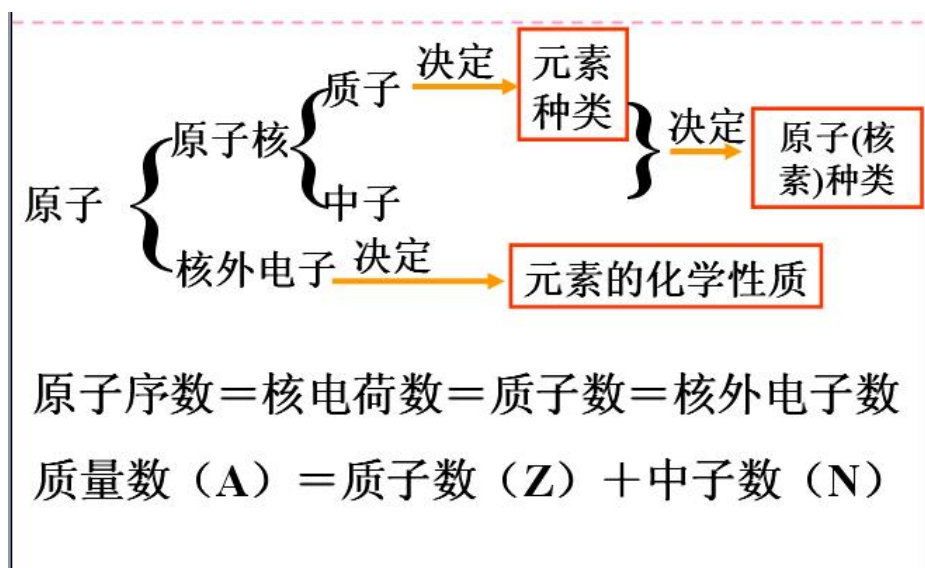 质子
决定
元素
种类
原子核
中子
决定
原子(核
素)种类
原子
核外电子
决定
元素的化学性质
原子序数＝核电荷数＝质子数＝核外电子数
质量数（A）＝质子数（Z）＋中子数（N）